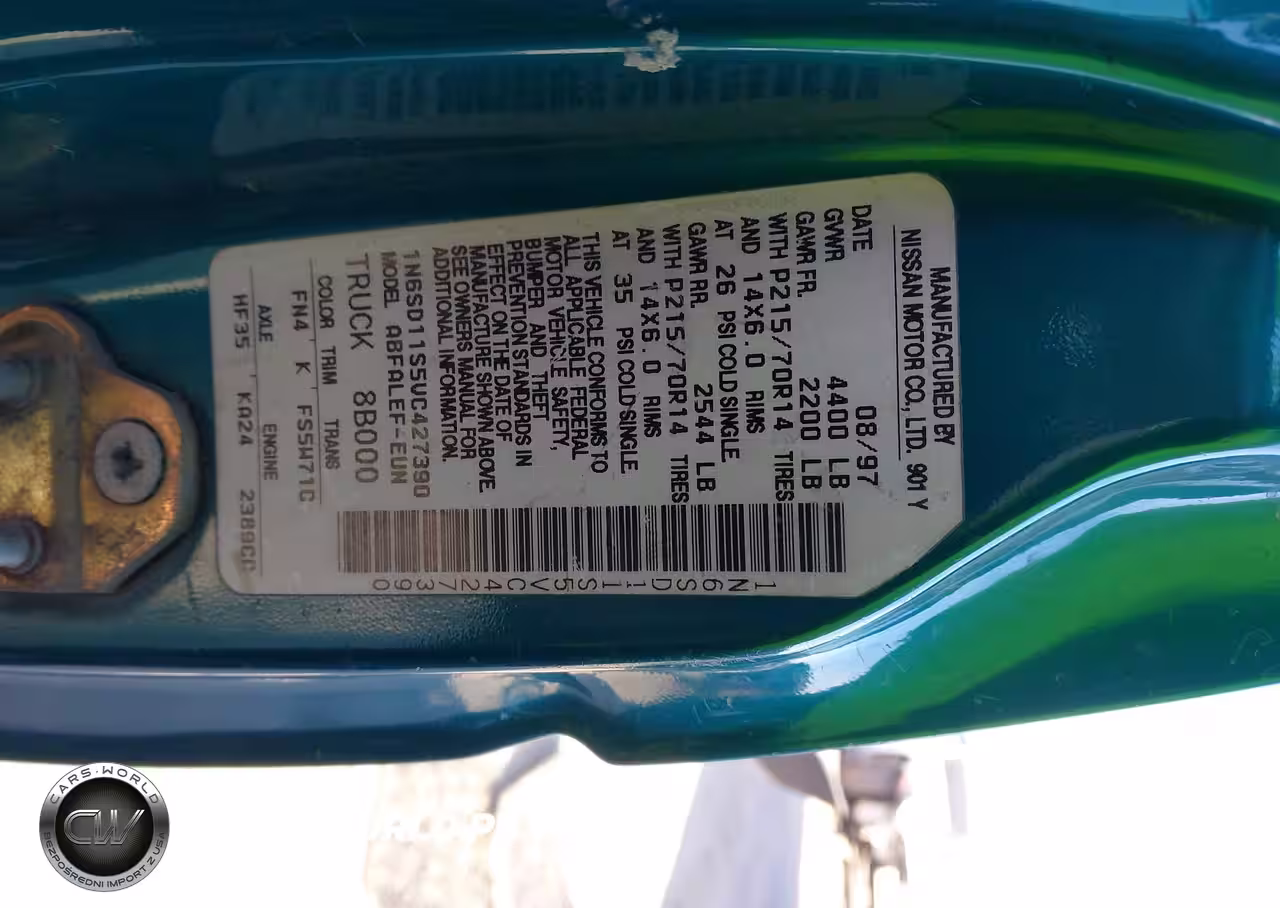 MANUFACTURED BY
NISSAN MOTOR CO., LTD. 901 Y
DATE 08/97
GVWR 4400 LB
GAWR FR. 2200 LB
WITH P215/70R14 TIRES
AND 14X6.0 RIMS
AT 26 PSI COLD SINGLE
GAWR RR. 2544 LB
WITH P215/70R14 TIRES
AND 14X6.0 RIMS
AT 35 PSI COLD SINGLE
THIS VEHICLE CONFORMS TO
ALL APPLICABLE FEDERAL
MOTOR VEHICLE SAFETY,
BUMPER AND THEFT
PREVENTION STANDARDS IN
EFFECT ON THE DATE OF
MANUFACTURE SHOWN ABOVE
SEE OWNERS MANUAL FOR
ADDITIONAL INFORMATION.
1N6SD11S5VC427390
MODEL ABFALEF-EUN
TRUCK 8B000
COLOR TRIM TRANS
FN4 K FS5W71C
AXLE ENGINE
HF35 KA24 2389CC
1N6SD11S5VC427390
CARS-WORLD
CW
BEZPOŚREDNI IMPORT Z USA